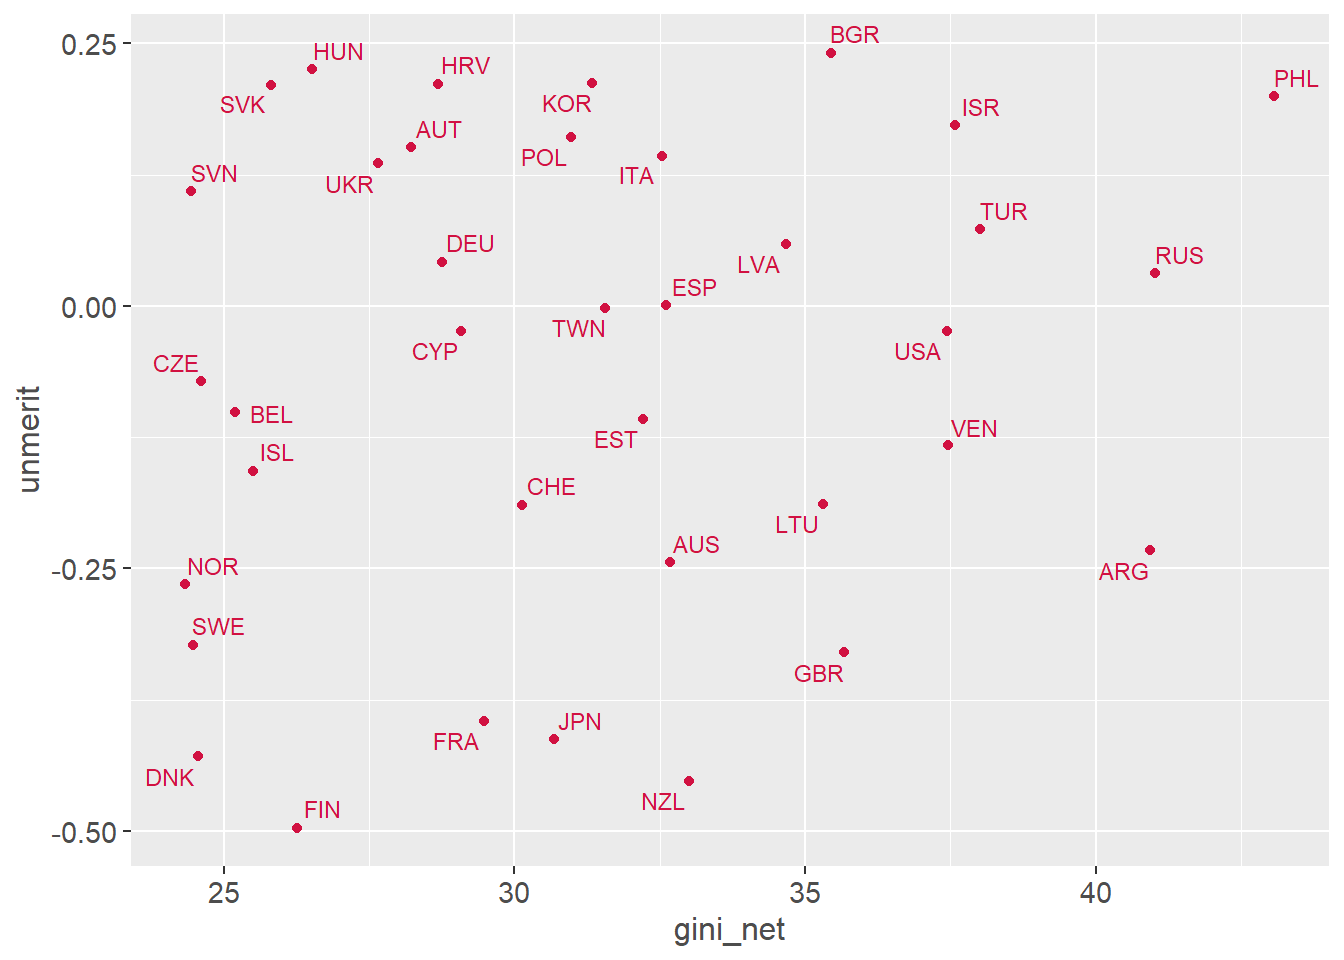 BGR
0.25
HUN
HRV
PHL
SVK
KOR
ISR
AUT
POL
SVN
UKR
ITA
TUR
DEU
RUS
LVA
ESP
0.00
TWN
CYP
USA
CZE
BEL
VEN
unmerit
EST
ISL
CHE
LTU
AUS
NOR
-0.25
ARG
SWE
GBR
JPN
FRA
DNK
NZL
FIN
-0.50
25 30 35 40
gini_net